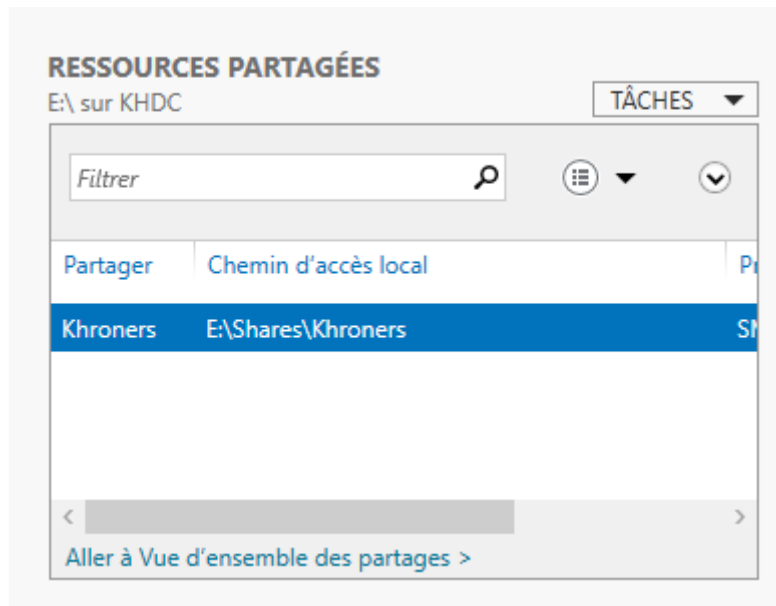 RESSOURCES PARTAGÉES
E:\ sur KHDC
TÂCHES
Filtrer
Partager Chemin d'accès local
Khroners E:\Shares\Khroners
Aller à Vue d'ensemble des partages >